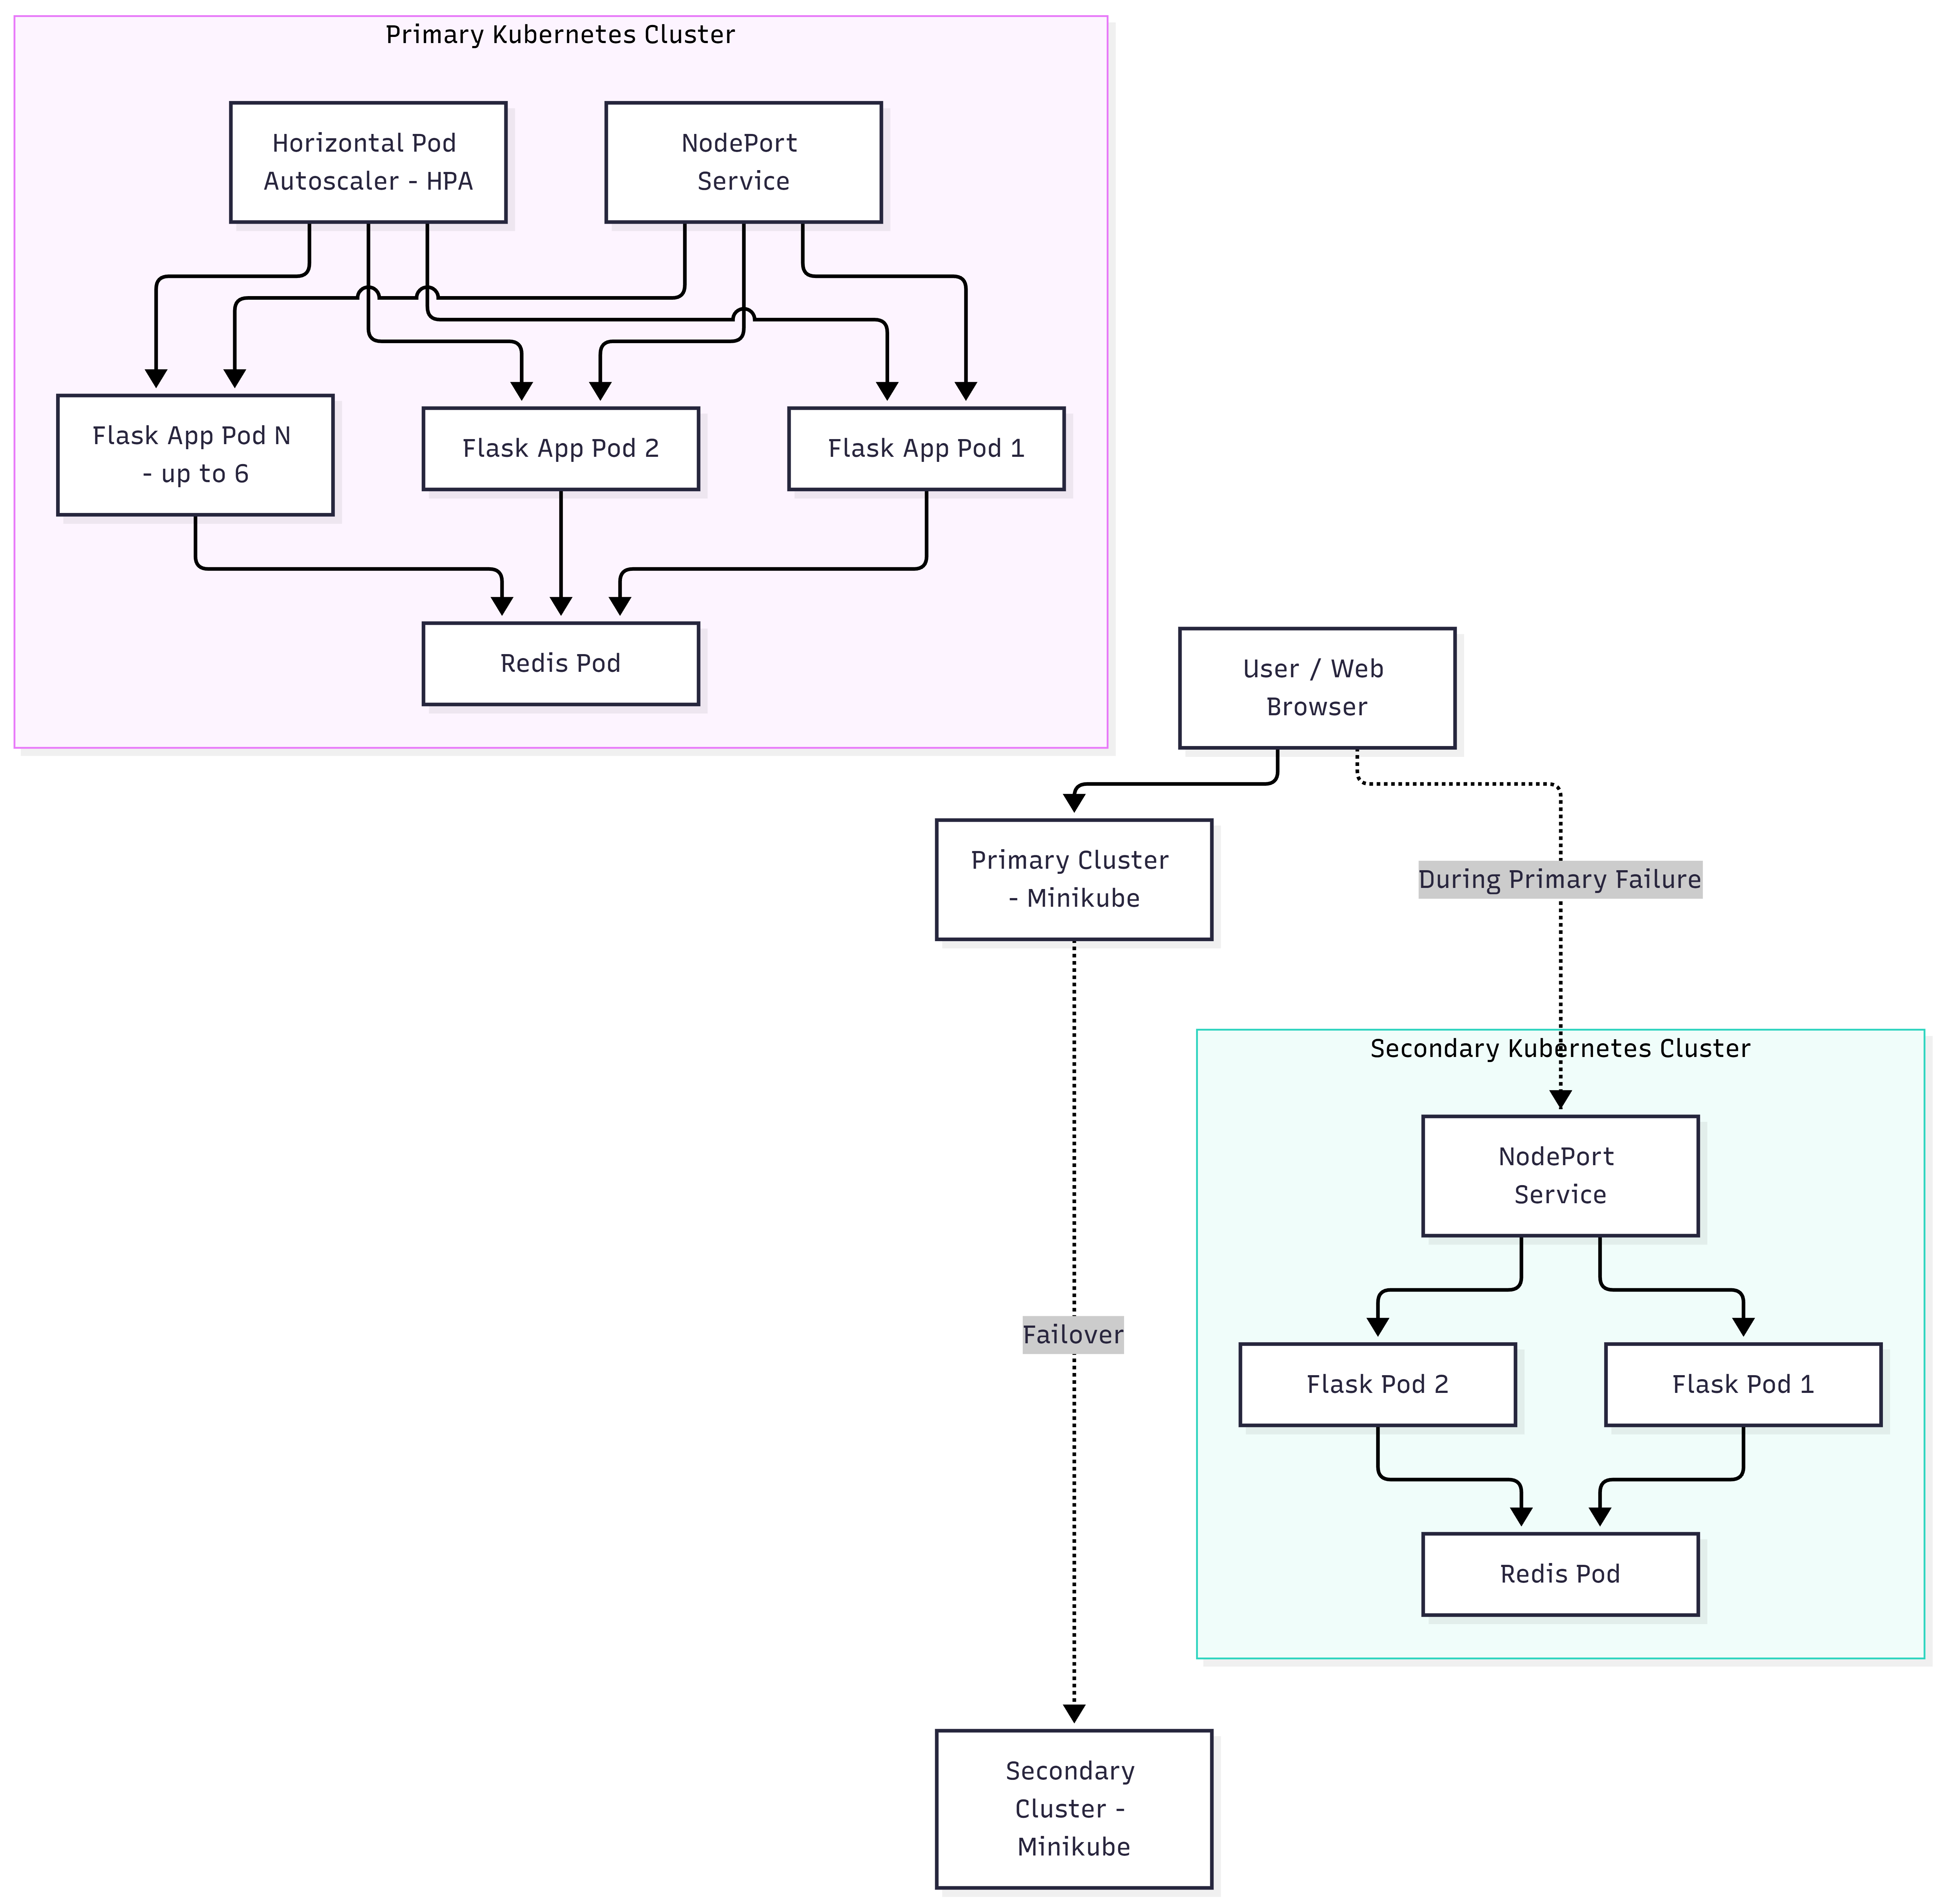 Primary Kubernetes Cluster
Horizontal Pod
Autoscaler - HPA
NodePort
Service
Flask App Pod N
- up to 6
Flask App Pod 2
Flask App Pod 1
Redis Pod
User / Web
Browser
Primary Cluster
- Minikube
During Primary Failure
Secondary Kubernetes Cluster
NodePort
Service
Failover
Flask Pod 2
Flask Pod 1
Redis Pod
Secondary
Cluster -
Minikube